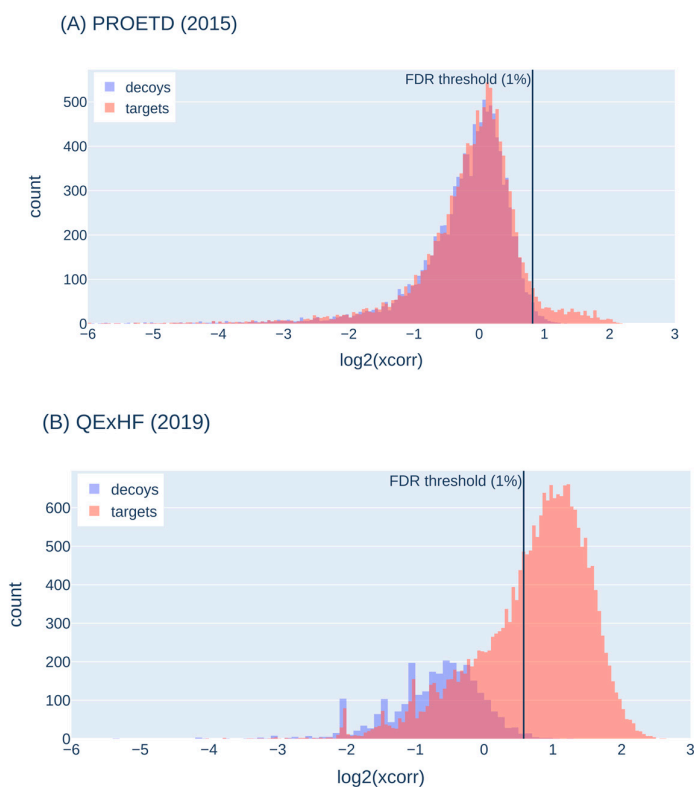 (A) PROETD (2015)
FDR threshold (1%)
decoys
targets
count
500
400
300
200
100
0
−6 −5 −4 −3 −2 −1 0 1 2 3
log2(xcorr)
(B) QExHF (2019)
FDR threshold (1%)
decoys
targets
count
600
500
400
300
200
100
0
−6 −5 −4 −3 −2 −1 0 1 2 3
log2(xcorr)